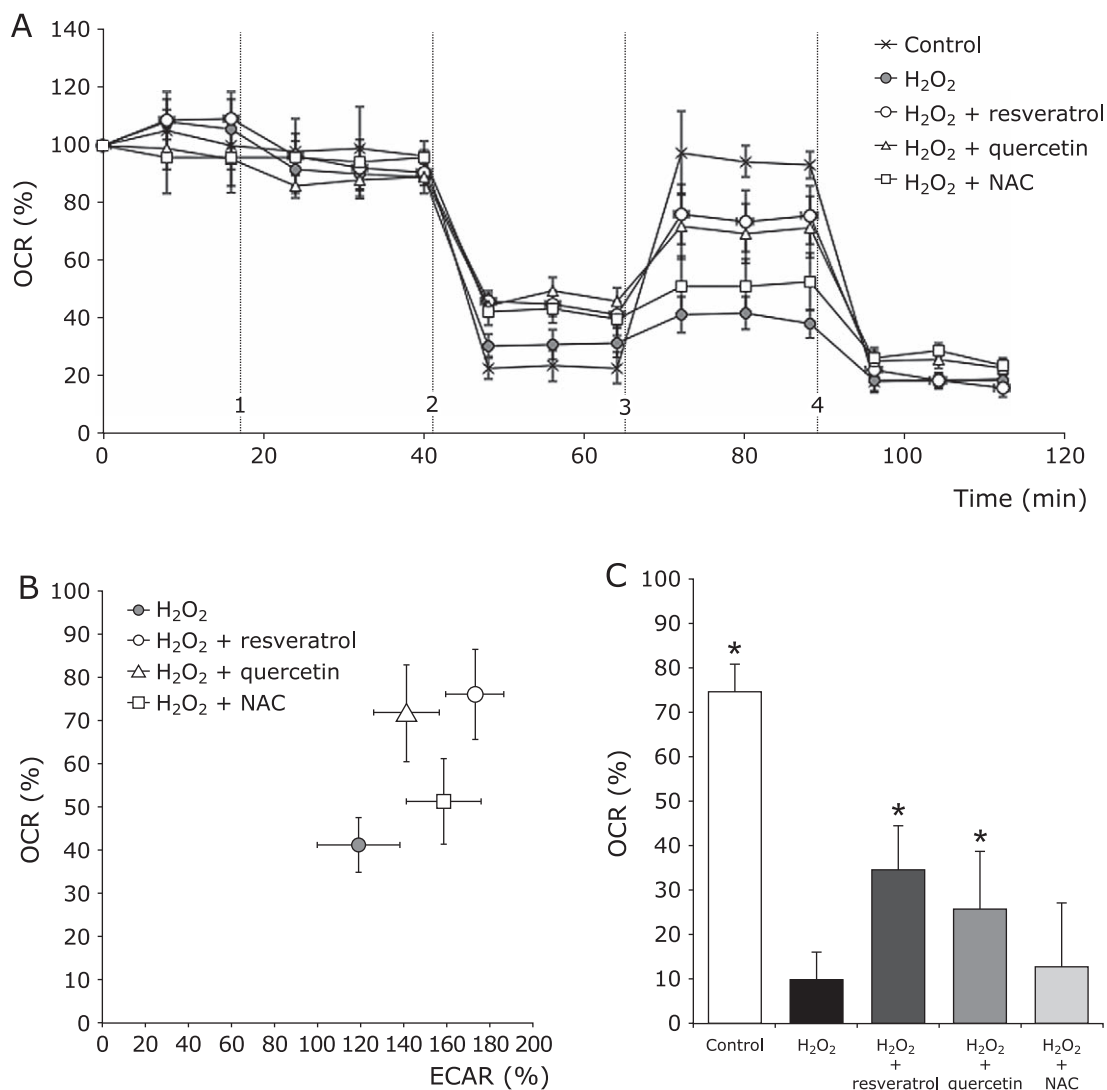 A
140
120
100
80
60
40
20
0
OCR (%)
1
2
3
4
0
20
40
60
80
100
120
Time (min)
Control
H₂O₂
H₂O₂ + resveratrol
H₂O₂ + quercetin
H₂O₂ + NAC
B
100
90
80
70
60
50
40
30
20
10
0
OCR (%)
H₂O₂
H₂O₂ + resveratrol
H₂O₂ + quercetin
H₂O₂ + NAC
0
20
40
60
80
100
120
140
160
180
200
ECAR (%)
C
100
90
80
70
60
50
40
30
20
10
0
OCR (%)
*
*
*
Control
H₂O₂
H₂O₂
+
resveratrol
H₂O₂
+
quercetin
H₂O₂
+
NAC